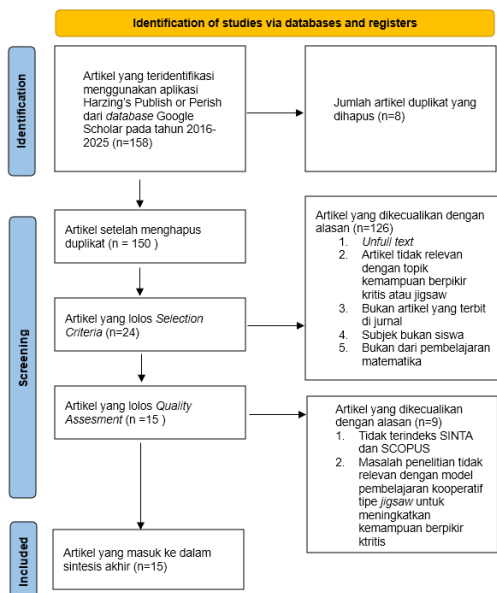 Identification of studies via databases and registers
Identification
Artikel yang teridentifikasi
menggunakan aplikasi
Harzing's Publish or Perish
dari database Google
Scholar pada tahun 2016-
2025 (n=158)
Jumlah artikel duplikat yang
dihapus (n=8)
Screening
Artikel setelah menghapus
duplikat (n = 150 )
Artikel yang dikecualikan dengan
alasan (n=126)
1. Unfull text
2. Artikel tidak relevan
dengan topik
kemampuan berpikir
kritis atau jigsaw
3. Bukan artikel yang terbit
di jurnal
4. Subjek bukan siswa
5. Bukan dari pembelajaran
matematika
Artikel yang lolos Selection
Criteria (n=24)
Artikel yang lolos Quality
Assesment (n =15 )
Artikel yang dikecualikan
dengan alasan (n=9)
1. Tidak terindeks SINTA
dan SCOPUS
2. Masalah penelitian tidak
relevan dengan model
pembelajaran kooperatif
tipe jigsaw untuk
meningkatkan
kemampuan berpikir
ktritis
Included
Artikel yang masuk ke dalam
sintesis akhir (n=15)